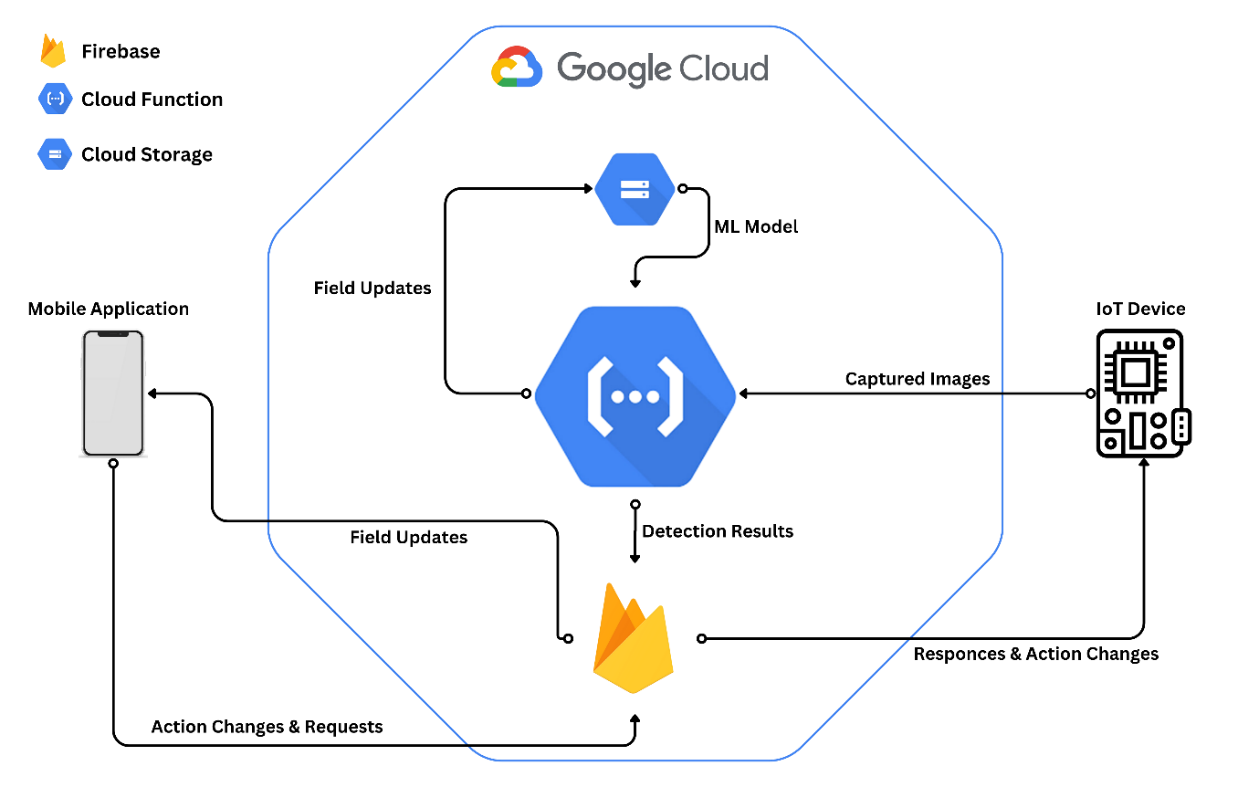 Firebase
Cloud Function
Cloud Storage
Google Cloud
ML Model
Field Updates
Mobile Application
IoT Device
Captured Images
Detection Results
Field Updates
Responces & Action Changes
Action Changes & Requests